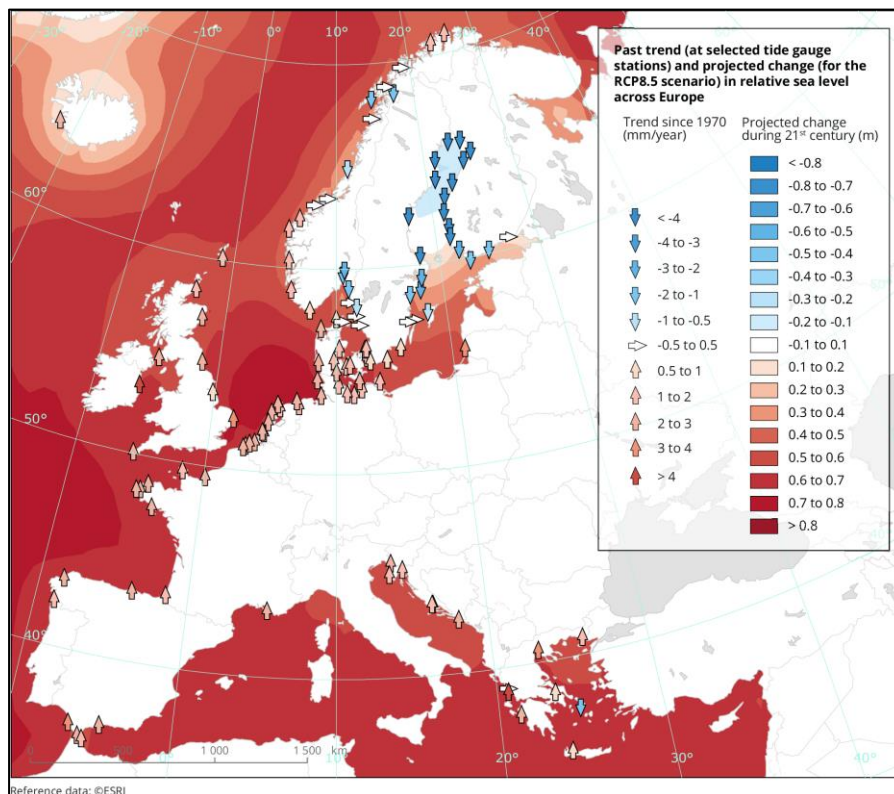 -30°
-20°
-10°
0°
10°
20°
30°
40°
50°
60°
Past trend (at selected tide gauge
stations) and projected change (for the
RCP8.5 scenario) in relative sea level
across Europe
Trend since 1970
(mm/year)
< -4
-4 to -3
-3 to -2
-2 to -1
-1 to -0.5
-0.5 to 0.5
0.5 to 1
1 to 2
2 to 3
3 to 4
> 4
Projected change
during 21st century (m)
< -0.8
-0.8 to -0.7
-0.7 to -0.6
-0.6 to -0.5
-0.5 to -0.4
-0.4 to -0.3
-0.3 to -0.2
-0.2 to -0.1
-0.1 to 0.1
0.1 to 0.2
0.2 to 0.3
0.3 to 0.4
0.4 to 0.5
0.5 to 0.6
0.6 to 0.7
0.7 to 0.8
> 0.8
60°
50°
40°
40°
0 500 1 000 1 500 km
0°
10°
20°
30°
40°
Reference data: ©ESRI